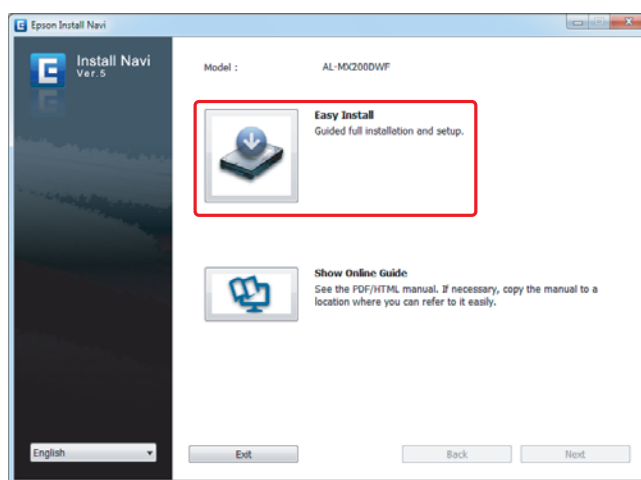 Epson Install Navi
Install Navi
Ver.5
Model :
AL-MX200DWF
Easy Install
Guided full installation and setup.
Show Online Guide
See the PDF/HTML manual. If necessary, copy the manual to a
location where you can refer to it easily.
English
Exit
Back
Next